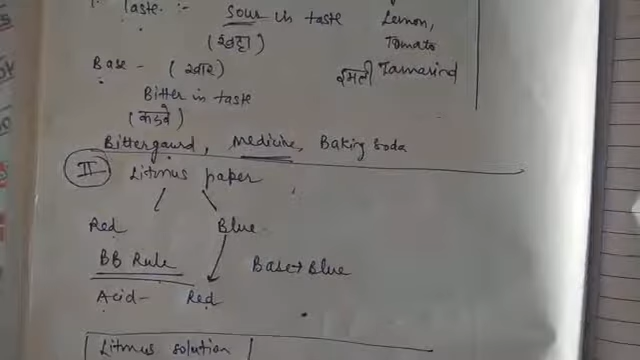 Taste :- Sour in taste Lemon,
(खट्टा) Tomato
Base - (खार) इमली Tamarind
Bitter in taste
(कड़वे)
Bittergaurd, Medicine, Baking Soda
II Litmus paper
Red Blue
BB Rule Base→Blue
Acid - Red
Litmus solution